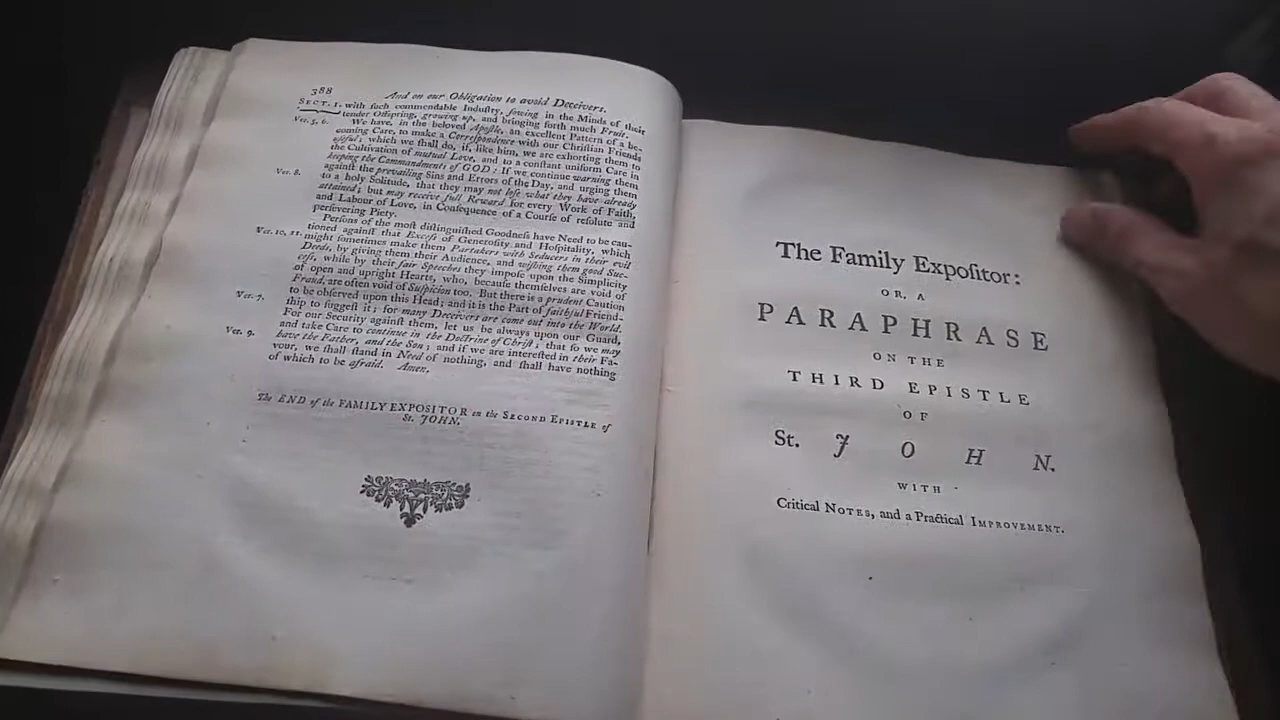 388
And on our Obligation to avoid Deceivers.
SECT. 1. with ſuch commendable Induſtry, ſowing in the Minds of their
tender Offspring, growing up, and bringing forth much Fruit.
Ver. 5, 6. We have, in the beloved Apoſtle, an excellent Pattern of a be-
coming Care, to make a Correſpondence with our Chriſtian Friends
uſeful; which we ſhall do, if, like him, we are exhorting them to
the Cultivation of mutual Love, and to a conſtant uniform Care in
keeping the Commandments of GOD: If we continue warning them
against the prevailing Sins and Errors of the Day, and urging them
Ver. 8. to a holy Solitude, that they may not loſe what they have already
attained; but may receive full Reward for every Work of Faith,
and Labour of Love, in Conſequence of a Courſe of reſolute and
perſevering Piety.
Perſons of the moſt diſtinguiſhed Goodneſs have Need to be cau-
tioned againſt that Exceſs of Generoſity and Hoſpitality, which
Ver. 10, 11. might ſometimes make them Partakers with Seducers in their evil
Deeds, by giving them their Audience, and wiſhing them good Suc-
ceſs, while by their fair Speeches they impoſe upon the Simplicity
of open and upright Hearts, who, becauſe themſelves are void of
Fraud, are often void of Suſpicion too. But there is a prudent Caution
to be obſerved upon this Head; and it is the Part of faithful Friend-
Ver. 7. ſhip to ſuggeſt it; for many Deceivers are come out into the World.
For our Security againſt them, let us be always upon our Guard,
and take Care to continue in the Doctrine of Chriſt; that ſo we may
Ver. 9. have the Father, and the Son; and if we are intereſted in their Fa-
vour, we ſhall ſtand in Need of nothing, and ſhall have nothing
of which to be afraid. Amen.
The END of the FAMILY EXPOSITOR on the SECOND EPISTLE of
St. JOHN.
The Family Expoſitor:
OR, A
PARAPHRASE
ON THE
THIRD EPISTLE
OF
St. JOHN.
WITH
Critical NOTES, and a Practical IMPROVEMENT.